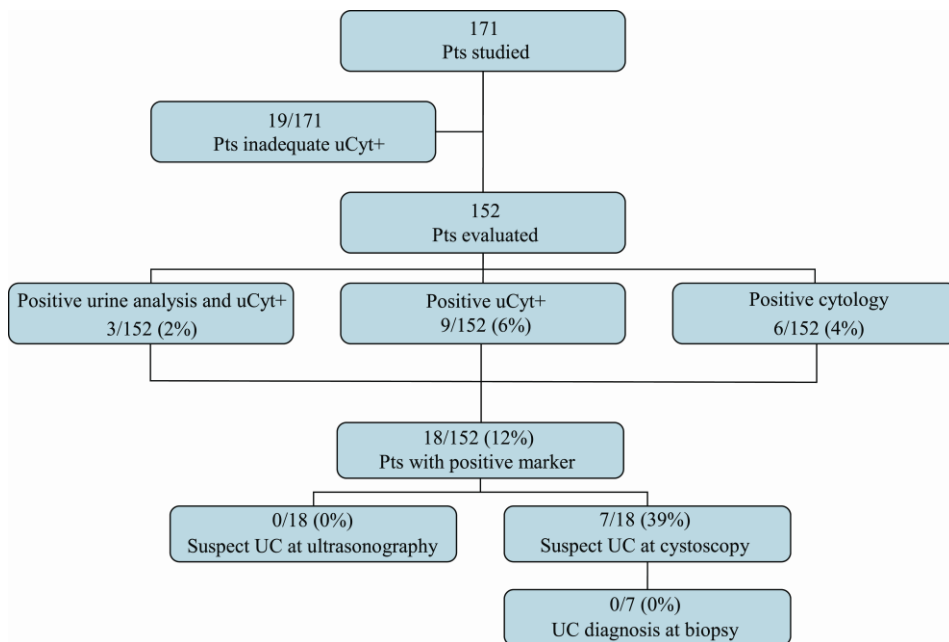 171
Pts studied
19/171
Pts inadequate uCyt+
152
Pts evaluated
Positive urine analysis and uCyt+
3/152 (2%)
Positive uCyt+
9/152 (6%)
Positive cytology
6/152 (4%)
18/152 (12%)
Pts with positive marker
0/18 (0%)
Suspect UC at ultrasonography
7/18 (39%)
Suspect UC at cystoscopy
0/7 (0%)
UC diagnosis at biopsy